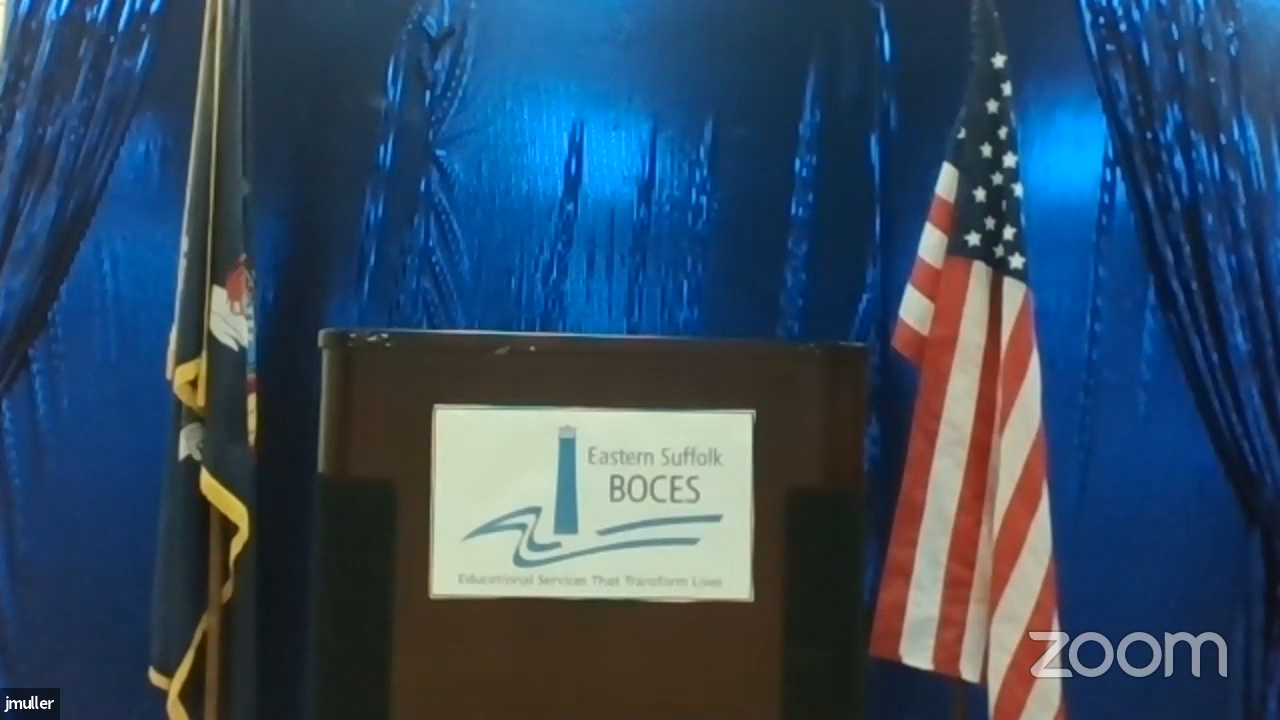 Eastern Suffolk
BOCES
Educational Services That Transform Lives
zoom
jmuller